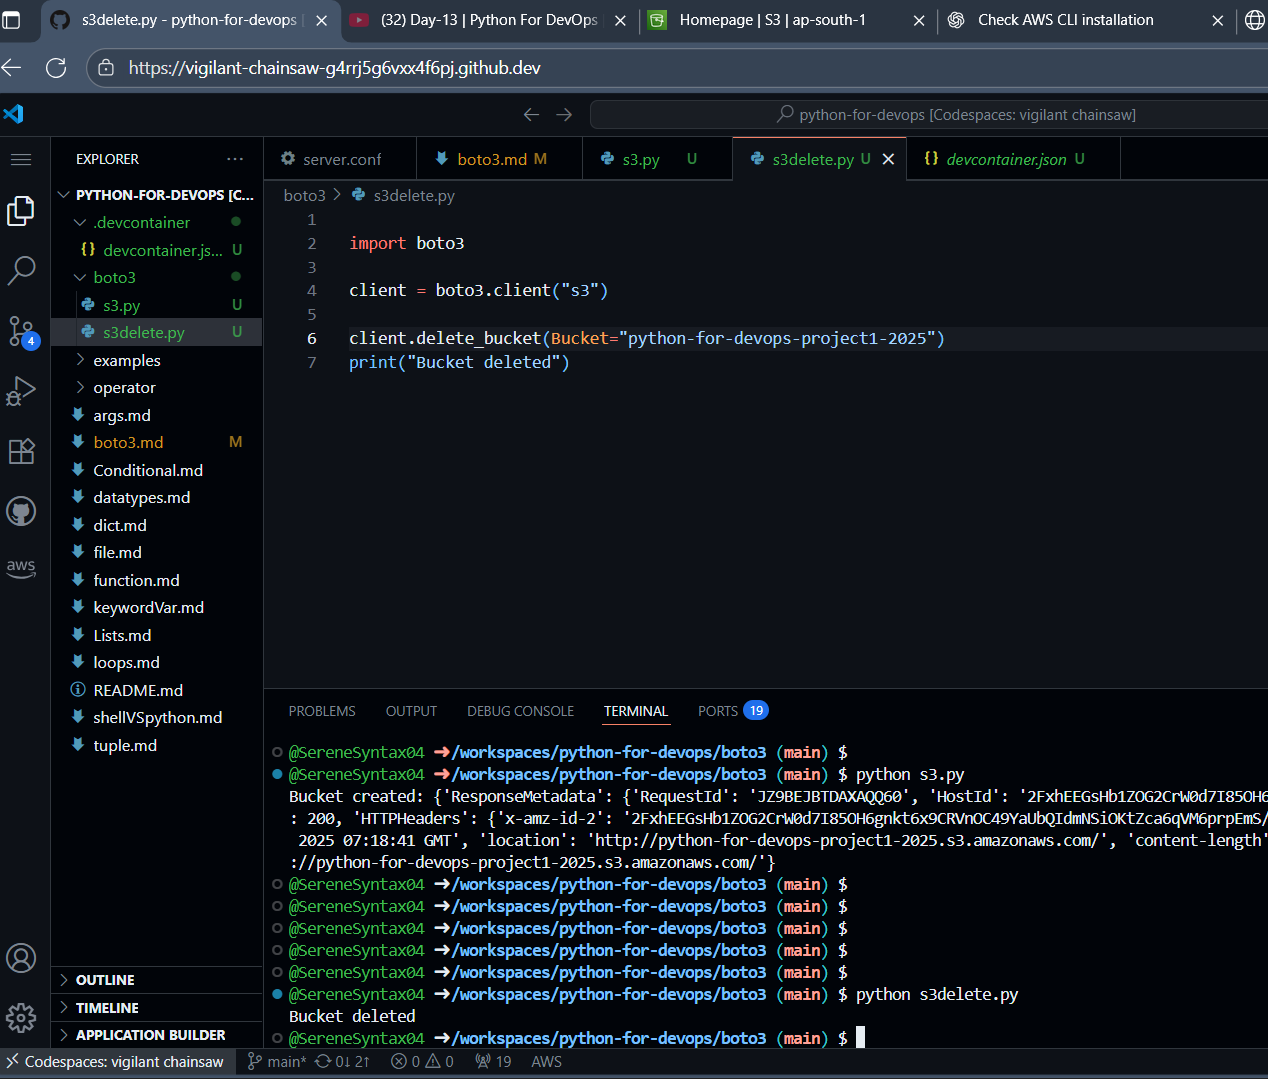 s3delete.py - python-for-devops
(32) Day-13 | Python For DevOps
Homepage | S3 | ap-south-1
Check AWS CLI installation
https://vigilant-chainsaw-g4rrj5g6vxx4f6pj.github.dev
python-for-devops [Codespaces: vigilant chainsaw]
EXPLORER
server.conf
boto3.md M
s3.py U
s3delete.py U
{} devcontainer.json U
PYTHON-FOR-DEVOPS [C...
boto3 > s3delete.py
.devcontainer
{} devcontainer.js... U
boto3
s3.py U
s3delete.py U
examples
operator
args.md
boto3.md M
Conditional.md
datatypes.md
dict.md
file.md
function.md
keywordVar.md
Lists.md
loops.md
README.md
shellVSpython.md
tuple.md
4
aws
1
2 import boto3
3
4 client = boto3.client("s3")
5
6 client.delete_bucket(Bucket="python-for-devops-project1-2025")
7 print("Bucket deleted")
PROBLEMS OUTPUT DEBUG CONSOLE TERMINAL PORTS 19
@SereneSyntax04 ➜/workspaces/python-for-devops/boto3 (main) $
@SereneSyntax04 ➜/workspaces/python-for-devops/boto3 (main) $ python s3.py
Bucket created: {'ResponseMetadata': {'RequestId': 'JZ9BEJBTDAXAQQ60', 'HostId': '2FxhEEGsHb1ZOG2CrW0d7I85OH6
: 200, 'HTTPHeaders': {'x-amz-id-2': '2FxhEEGsHb1ZOG2CrW0d7I85OH6gnkt6x9CRVnOC49YaUbQIdmNSiOKtZca6qVM6prpEmS/
2025 07:18:41 GMT', 'location': 'http://python-for-devops-project1-2025.s3.amazonaws.com/', 'content-length'
://python-for-devops-project1-2025.s3.amazonaws.com/'}
@SereneSyntax04 ➜/workspaces/python-for-devops/boto3 (main) $
@SereneSyntax04 ➜/workspaces/python-for-devops/boto3 (main) $
@SereneSyntax04 ➜/workspaces/python-for-devops/boto3 (main) $
@SereneSyntax04 ➜/workspaces/python-for-devops/boto3 (main) $
@SereneSyntax04 ➜/workspaces/python-for-devops/boto3 (main) $
@SereneSyntax04 ➜/workspaces/python-for-devops/boto3 (main) $ python s3delete.py
Bucket deleted
@SereneSyntax04 ➜/workspaces/python-for-devops/boto3 (main) $
OUTLINE
TIMELINE
APPLICATION BUILDER
Codespaces: vigilant chainsaw main* 0↓ 2↑ 0 0 19 AWS